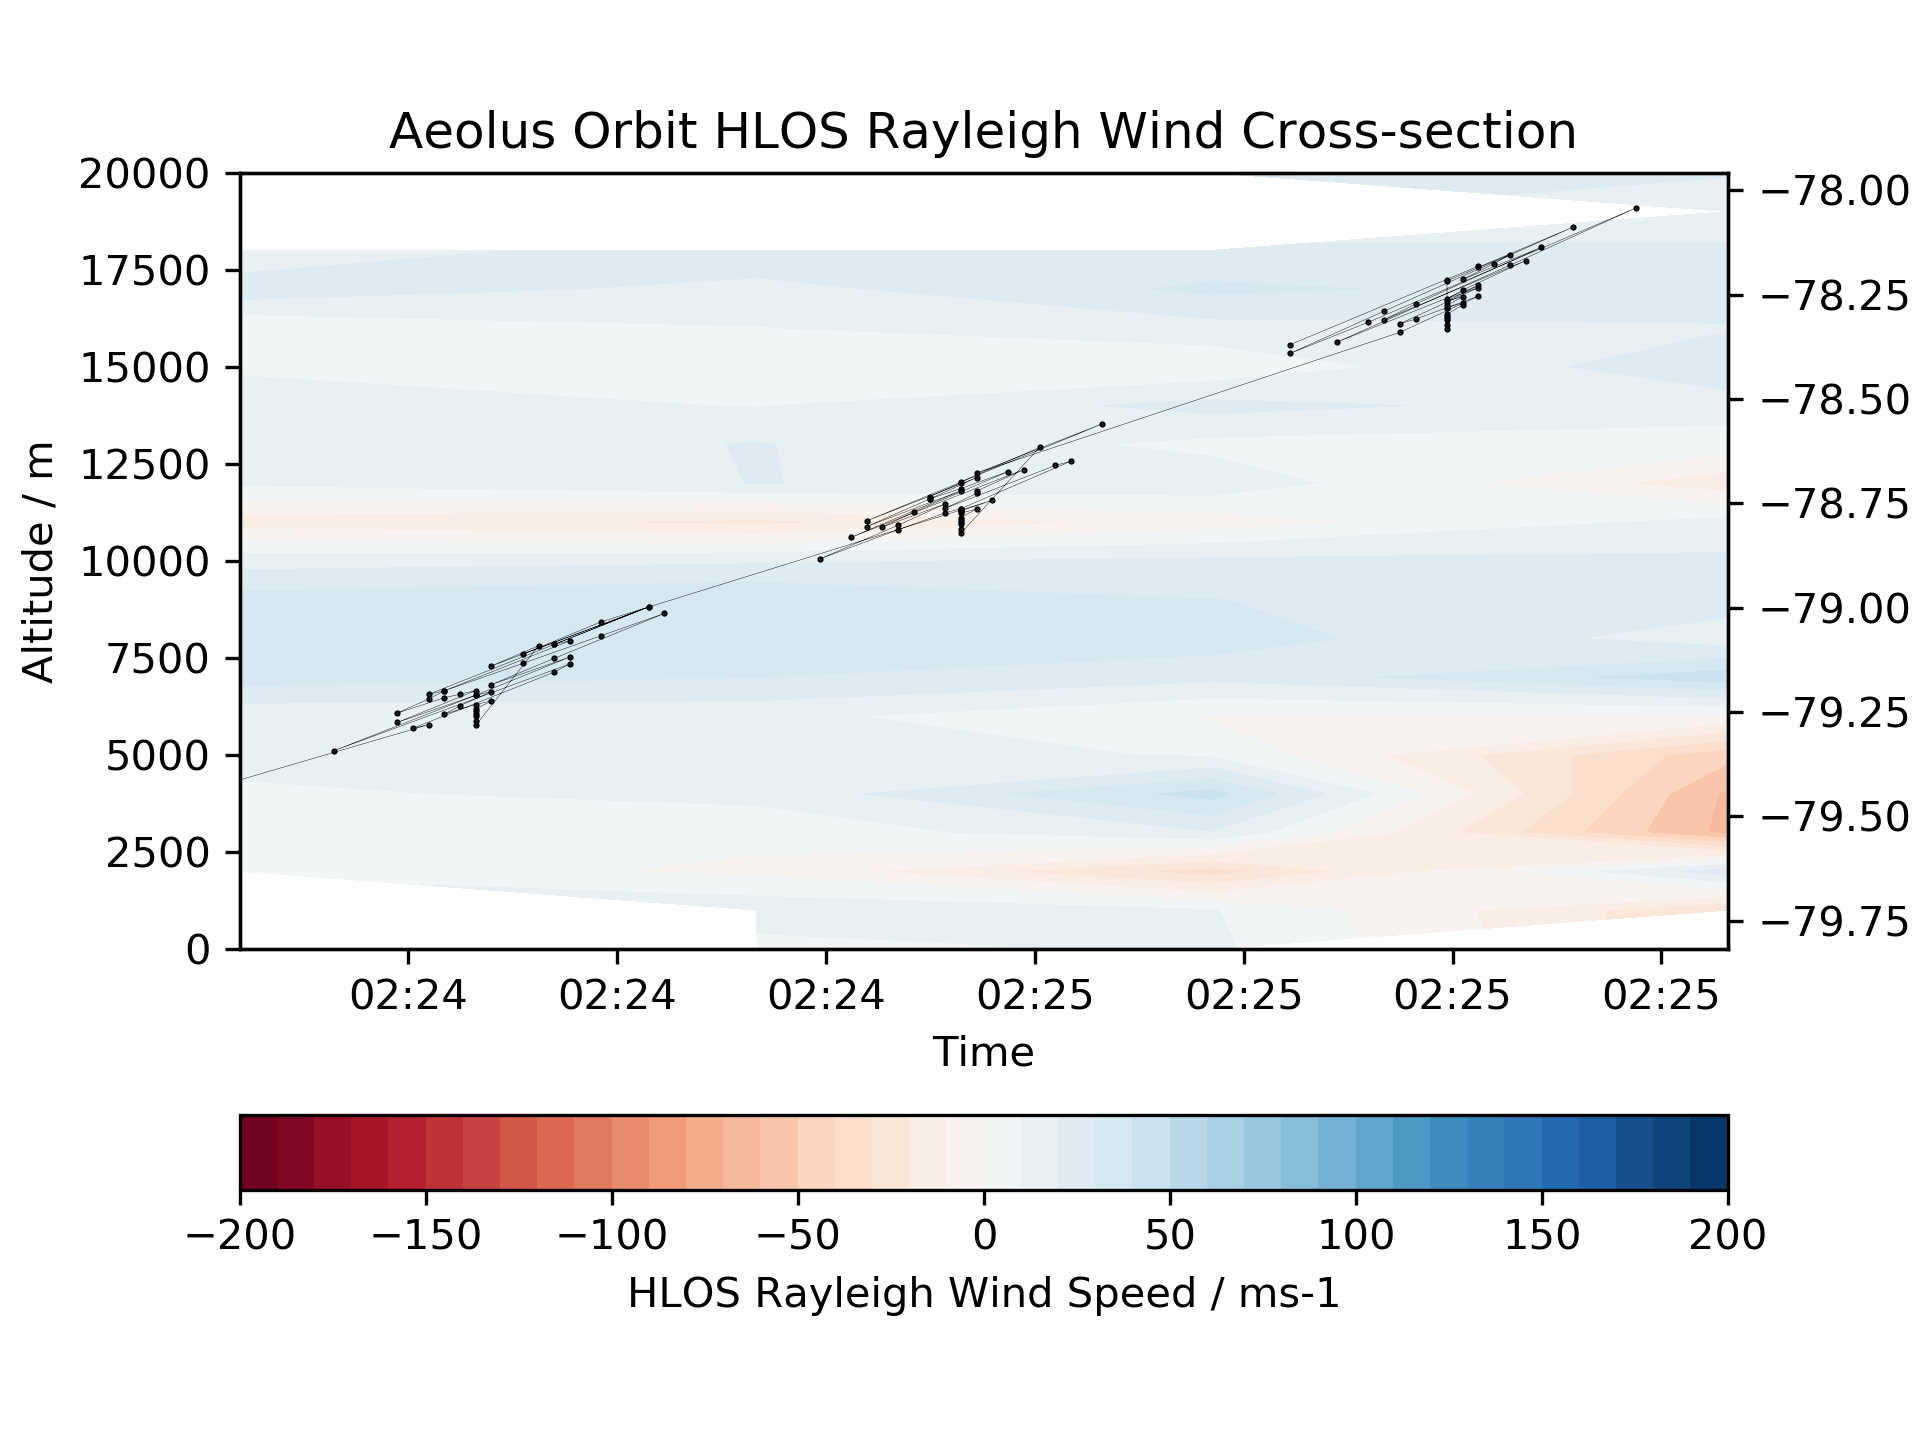 Aeolus Orbit HLOS Rayleigh Wind Cross-section
20000
17500
15000
12500
10000
7500
5000
2500
0
Altitude / m
−78.00
−78.25
−78.50
−78.75
−79.00
−79.25
−79.50
−79.75
02:24 02:24 02:24 02:25 02:25 02:25 02:25
Time
−200 −150 −100 −50 0 50 100 150 200
HLOS Rayleigh Wind Speed / ms-1